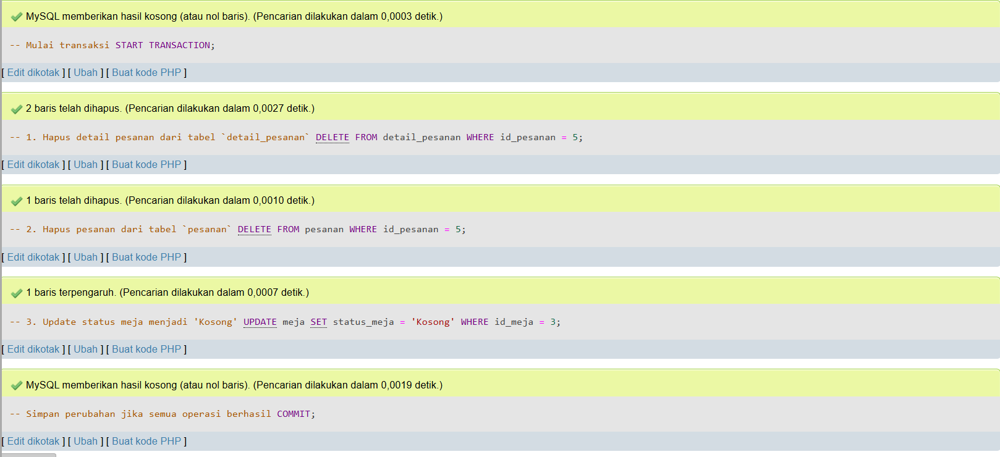 MySQL memberikan hasil kosong (atau nol baris). (Pencarian dilakukan dalam 0,0003 detik.)
-- Mulai transaksi START TRANSACTION;
[ Edit dikotak ] [ Ubah ] [ Buat kode PHP ]
2 baris telah dihapus. (Pencarian dilakukan dalam 0,0027 detik.)
-- 1. Hapus detail pesanan dari tabel `detail_pesanan` DELETE FROM detail_pesanan WHERE id_pesanan = 5;
[ Edit dikotak ] [ Ubah ] [ Buat kode PHP ]
1 baris telah dihapus. (Pencarian dilakukan dalam 0,0010 detik.)
-- 2. Hapus pesanan dari tabel `pesanan` DELETE FROM pesanan WHERE id_pesanan = 5;
[ Edit dikotak ] [ Ubah ] [ Buat kode PHP ]
1 baris terpengaruh. (Pencarian dilakukan dalam 0,0007 detik.)
-- 3. Update status meja menjadi 'Kosong' UPDATE meja SET status_meja = 'Kosong' WHERE id_meja = 3;
[ Edit dikotak ] [ Ubah ] [ Buat kode PHP ]
MySQL memberikan hasil kosong (atau nol baris). (Pencarian dilakukan dalam 0,0019 detik.)
-- Simpan perubahan jika semua operasi berhasil COMMIT;
[ Edit dikotak ] [ Ubah ] [ Buat kode PHP ]